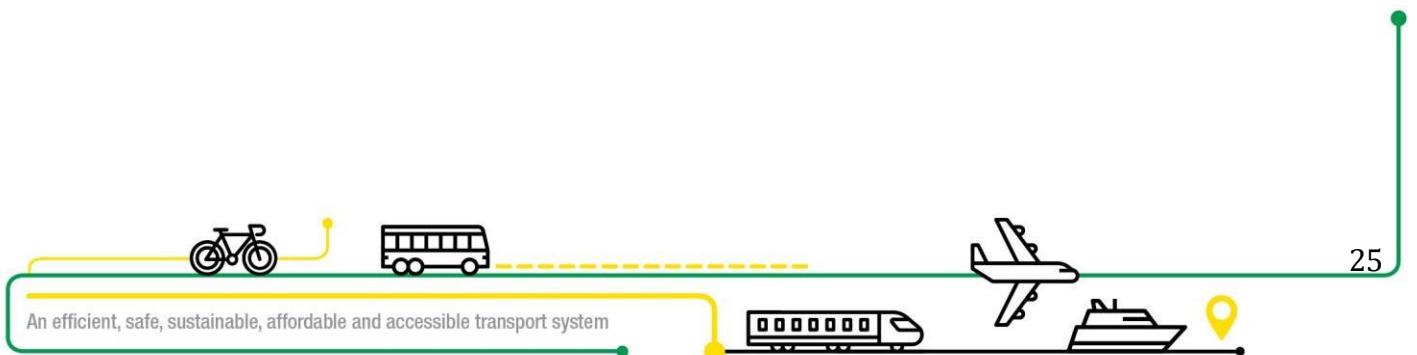 25
An efficient, safe, sustainable, affordable and accessible transport system